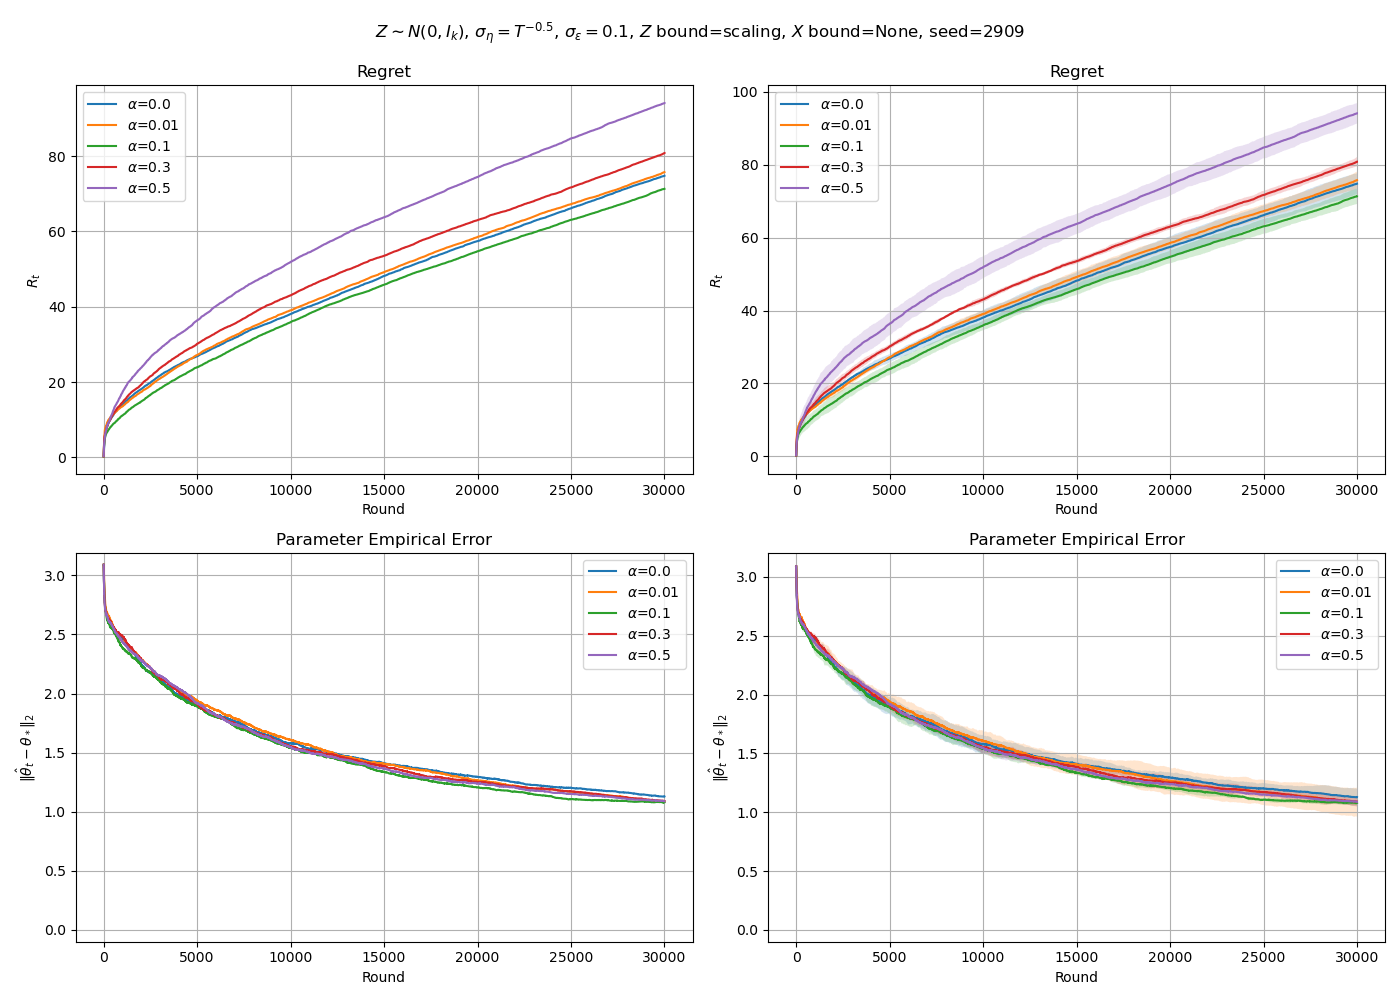 Z ∼ N(0, I_k), σ_η = T^{−0.5}, σ_ε = 0.1, Z bound=scaling, X bound=None, seed=2909
Regret
R_t
80
60
40
20
0
0 5000 10000 15000 20000 25000 30000
Round
α=0.0
α=0.01
α=0.1
α=0.3
α=0.5
Regret
R_t
100
80
60
40
20
0
0 5000 10000 15000 20000 25000 30000
Round
α=0.0
α=0.01
α=0.1
α=0.3
α=0.5
Parameter Empirical Error
‖θ̂_t − θ_*‖_2
3.0
2.5
2.0
1.5
1.0
0.5
0.0
0 5000 10000 15000 20000 25000 30000
Round
α=0.0
α=0.01
α=0.1
α=0.3
α=0.5
Parameter Empirical Error
‖θ̂_t − θ_*‖_2
3.0
2.5
2.0
1.5
1.0
0.5
0.0
0 5000 10000 15000 20000 25000 30000
Round
α=0.0
α=0.01
α=0.1
α=0.3
α=0.5